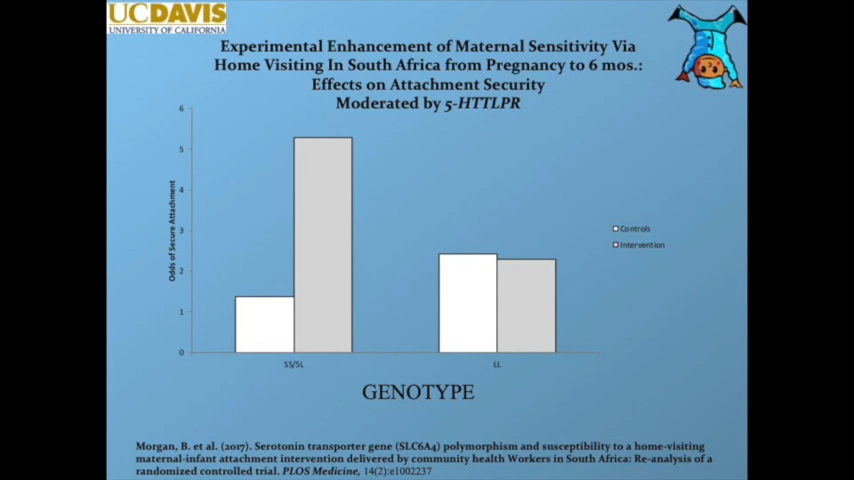 UCDAVIS
UNIVERSITY OF CALIFORNIA
Experimental Enhancement of Maternal Sensitivity Via
Home Visiting In South Africa from Pregnancy to 6 mos.:
Effects on Attachment Security
Moderated by 5-HTTLPR
6
5
4
3
2
1
0
Odds of Secure Attachment
Controls
Intervention
SS/SL
LL
GENOTYPE
Morgan, B. et al. (2017). Serotonin transporter gene (SLC6A4) polymorphism and susceptibility to a home-visiting
maternal-infant attachment intervention delivered by community health Workers in South Africa: Re-analysis of a
randomized controlled trial. PLOS Medicine, 14(2):e1002237